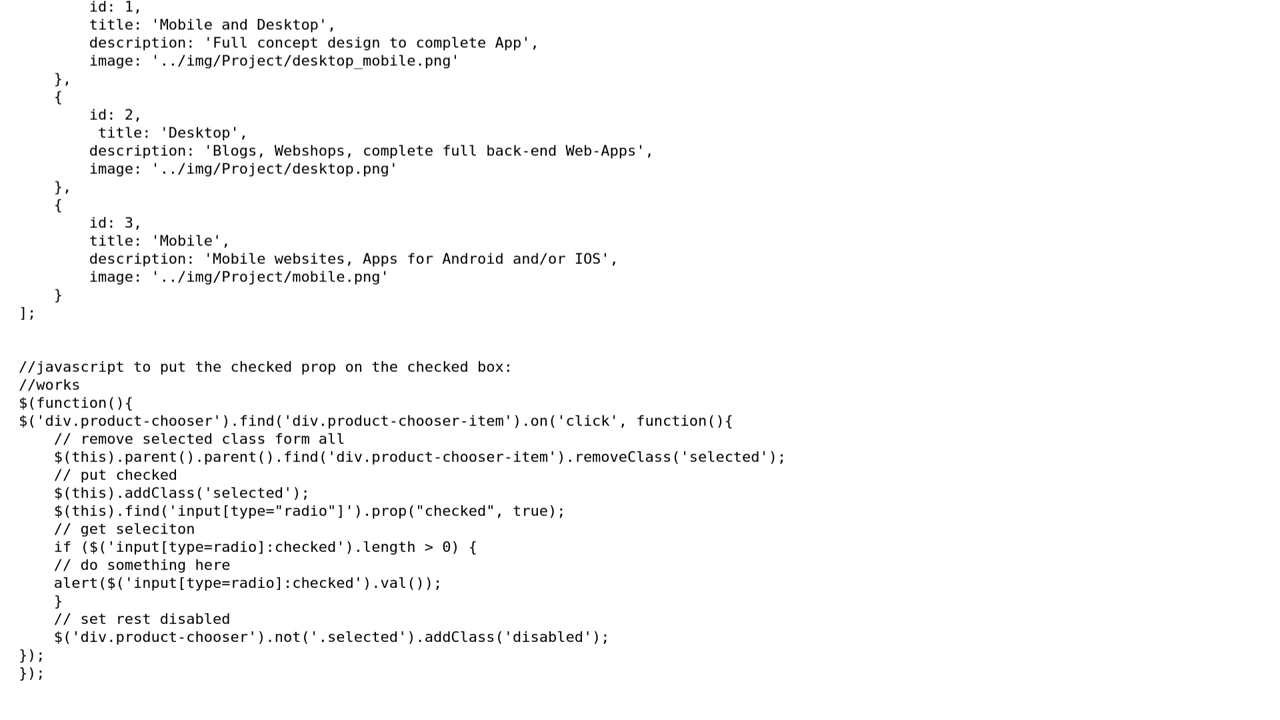 id: 1,
title: 'Mobile and Desktop',
description: 'Full concept design to complete App',
image: '../img/Project/desktop_mobile.png'
},
{
id: 2,
title: 'Desktop',
description: 'Blogs, Webshops, complete full back-end Web-Apps',
image: '../img/Project/desktop.png'
},
{
id: 3,
title: 'Mobile',
description: 'Mobile websites, Apps for Android and/or IOS',
image: '../img/Project/mobile.png'
}
];
//javascript to put the checked prop on the checked box:
//works
$(function(){
$('div.product-chooser').find('div.product-chooser-item').on('click', function(){
// remove selected class form all
$(this).parent().parent().find('div.product-chooser-item').removeClass('selected');
// put checked
$(this).addClass('selected');
$(this).find('input[type="radio"]').prop("checked", true);
// get seleciton
if ($('input[type=radio]:checked').length > 0) {
// do something here
alert($('input[type=radio]:checked').val());
}
// set rest disabled
$('div.product-chooser').not('.selected').addClass('disabled');
});
});